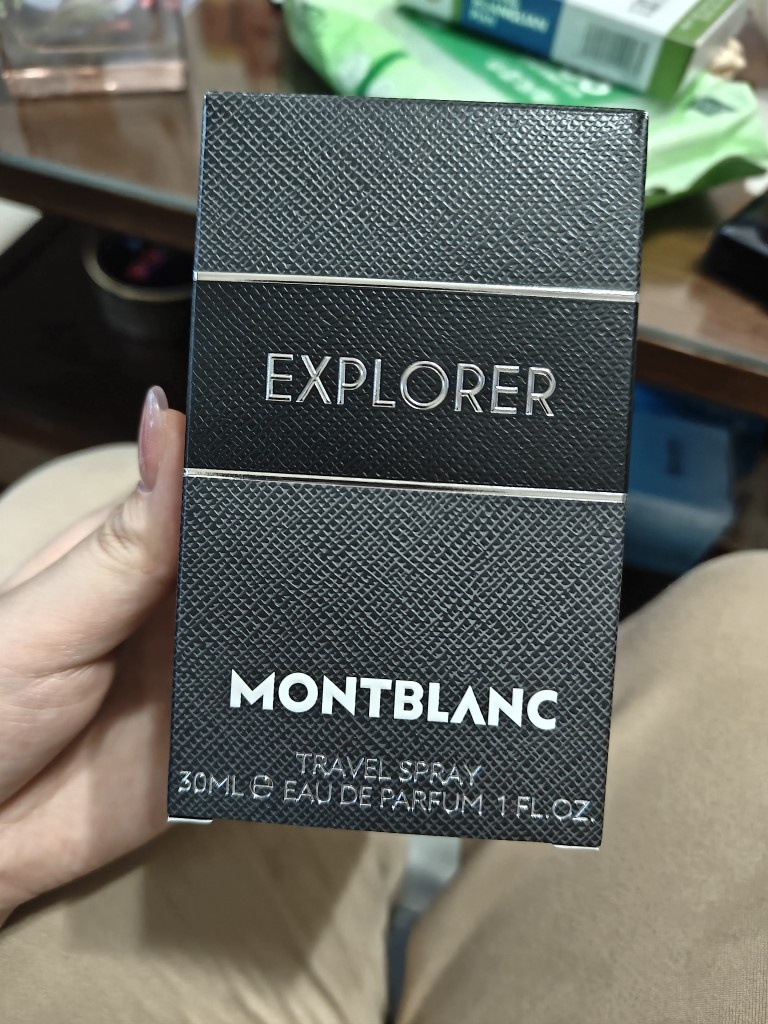 EXPLORER
MONTBLANC
TRAVEL SPRAY
30ML ℮ EAU DE PARFUM 1 FL.OZ.